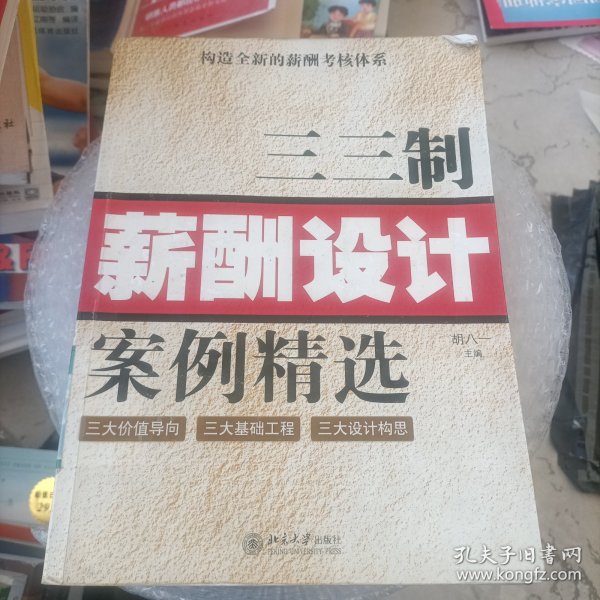 构造全新的薪酬考核体系
三三制
薪酬设计
胡八一
主编
案例精选
三大价值导向 三大基础工程 三大设计构思
北京大学出版社
PEKING UNIVERSITY PRESS
孔夫子旧书网
www.kongfz.com